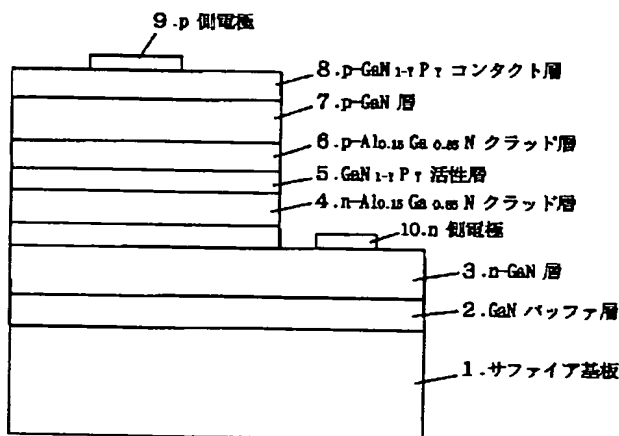 9.p 側電極
8.p-GaN₁₋ᵧPᵧ コンタクト層
7.p-GaN 層
6.p-Al₀.₁₅Ga₀.₈₅N クラッド層
5.GaN₁₋ᵧPᵧ 活性層
4.n-Al₀.₁₅Ga₀.₈₅N クラッド層
10.n 側電極
3.n-GaN 層
2.GaN バッファ層
1.サファイア基板